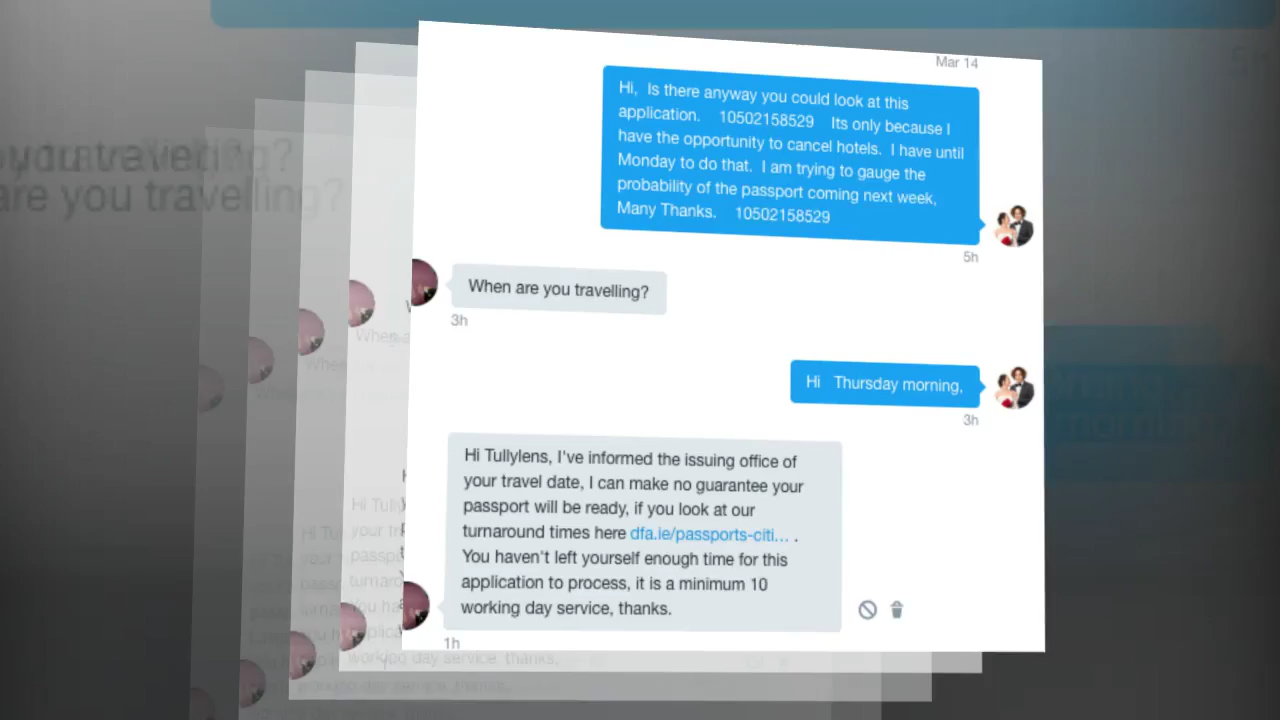 Mar 14
Hi, Is there anyway you could look at this
application. 10502158529 Its only because I
have the opportunity to cancel hotels. I have until
Monday to do that. I am trying to gauge the
probability of the passport coming next week,
Many Thanks. 10502158529
5h
When are you travelling?
3h
Hi Thursday morning,
3h
Hi Tullylens, I've informed the issuing office of
your travel date, I can make no guarantee your
passport will be ready, if you look at our
turnaround times here dfa.ie/passports-citi... .
You haven't left yourself enough time for this
application to process, it is a minimum 10
working day service, thanks.
1h
are you travelling?
working day service, thanks.